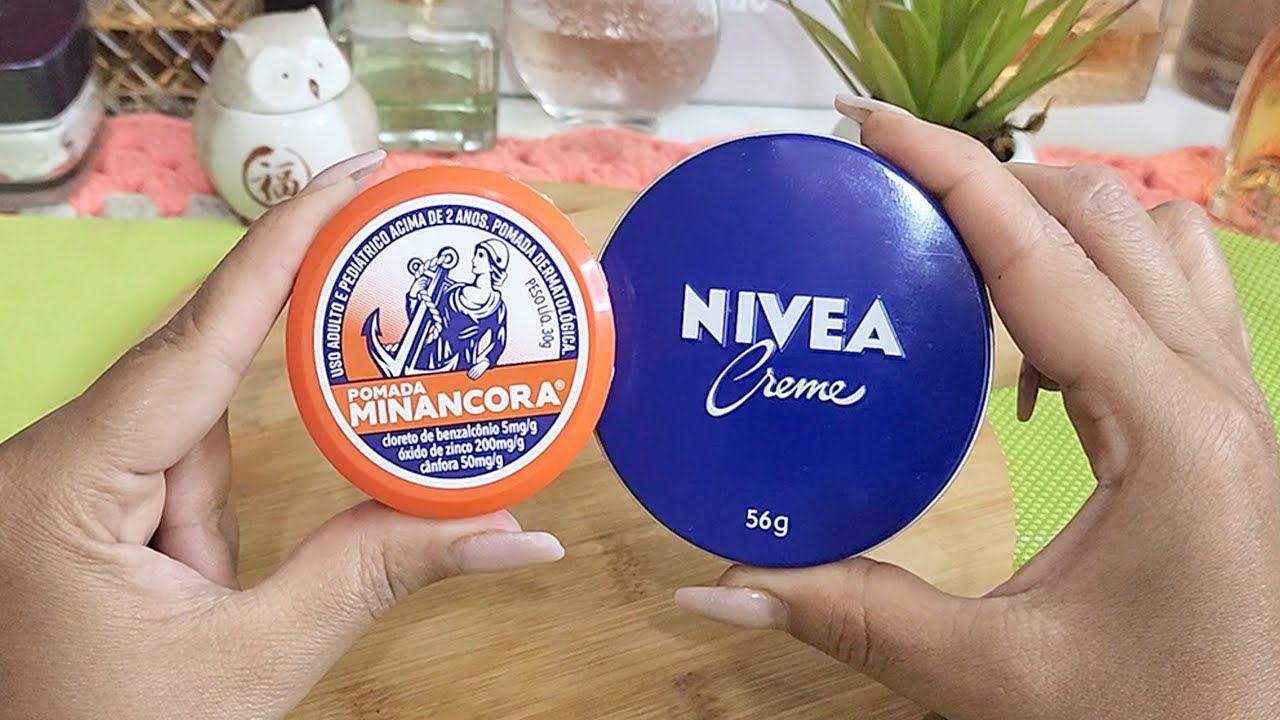 USO ADULTO E PEDIÁTRICO ACIMA DE 2 ANOS. POMADA DERMATOLÓGICA.
PESO LÍQ. 30g
POMADA
MINANCORA®
cloreto de benzalcônio 5mg/g
óxido de zinco 200mg/g
cânfora 50mg/g
NIVEA
Creme
56g
福